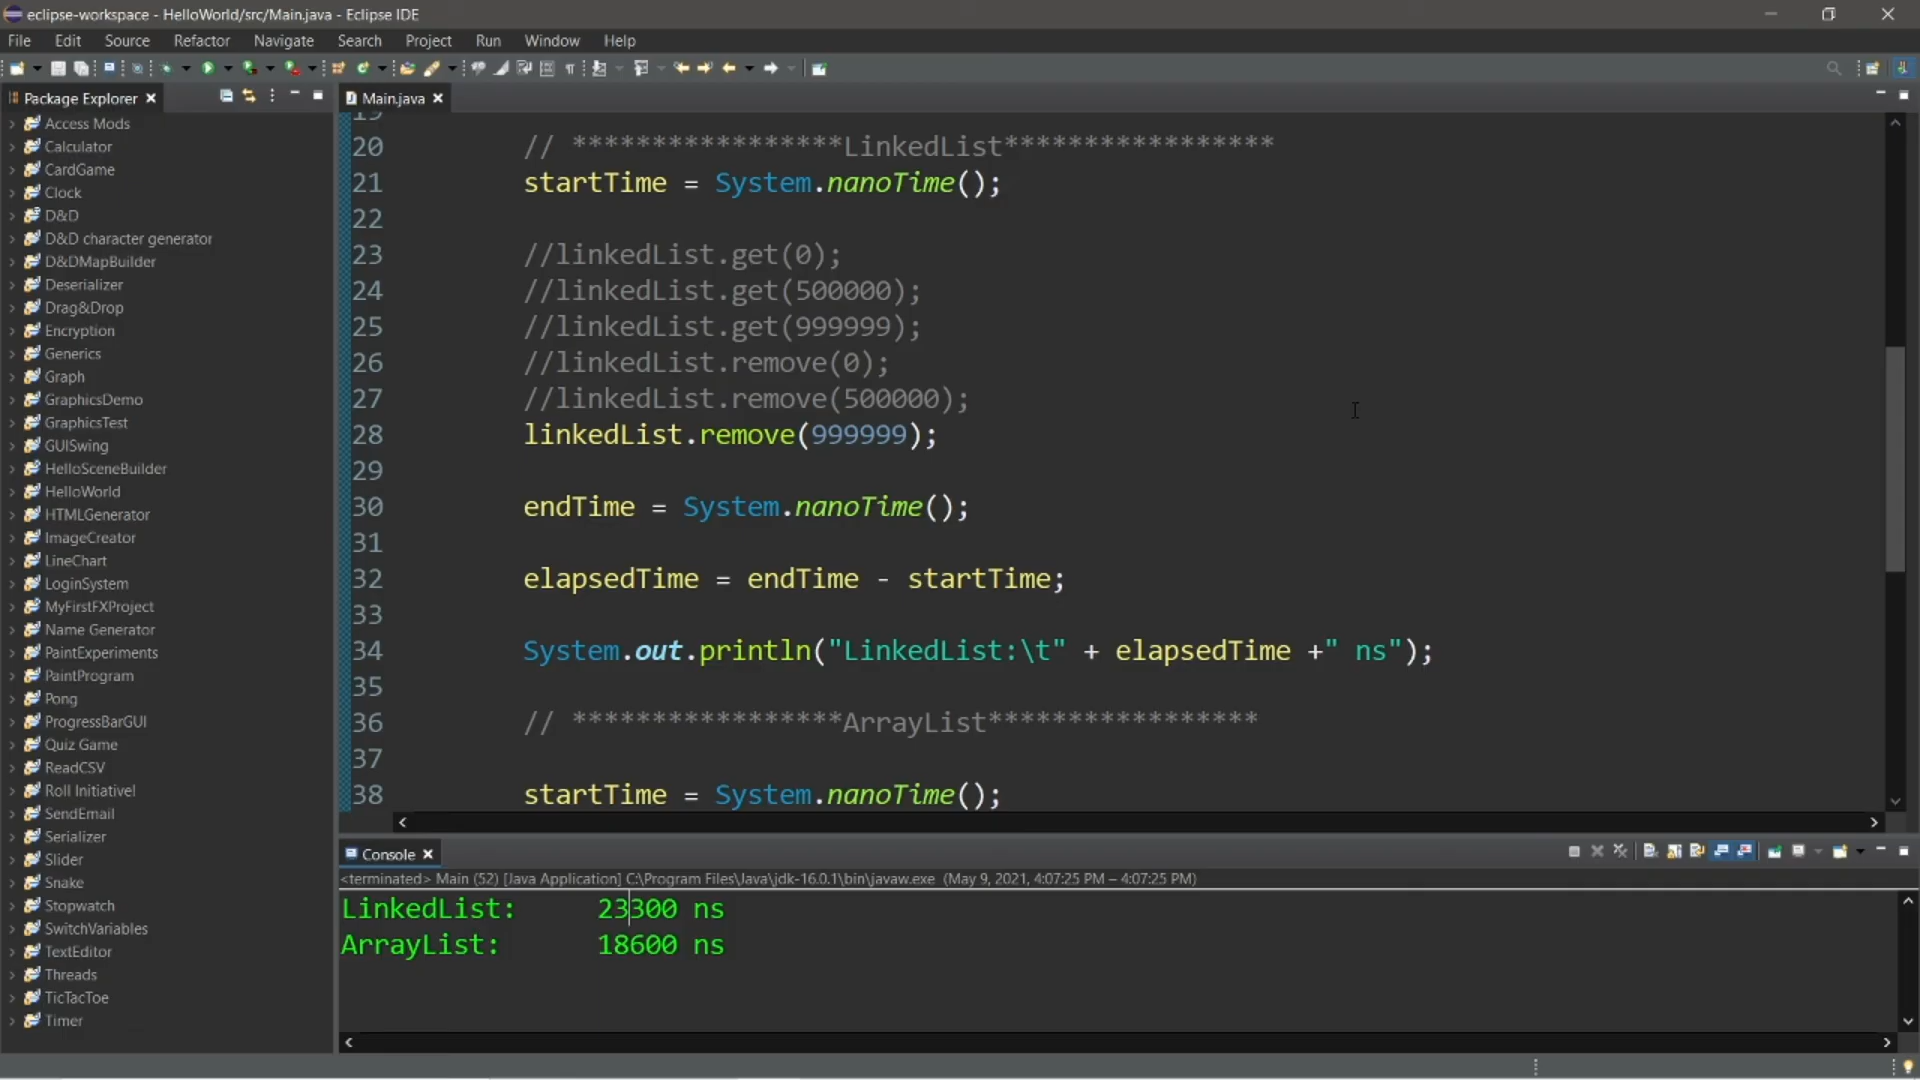 eclipse-workspace - HelloWorld/src/Main.java - Eclipse IDE
File Edit Source Refactor Navigate Search Project Run Window Help
Package Explorer
Main.java
Access Mods
Calculator
CardGame
Clock
D&D
D&D character generator
D&DMapBuilder
Deserializer
Drag&Drop
Encryption
Generics
Graph
GraphicsDemo
GraphicsTest
GUISwing
HelloSceneBuilder
HelloWorld
HTMLGenerator
ImageCreator
LineChart
LoginSystem
MyFirstFXProject
Name Generator
PaintExperiments
PaintProgram
Pong
ProgressBarGUI
Quiz Game
ReadCSV
Roll Initiative!
SendEmail
Serializer
Slider
Snake
Stopwatch
SwitchVariables
TextEditor
Threads
TicTacToe
Timer
19
20 // *****************LinkedList*****************
21 startTime = System.nanoTime();
22
23 //linkedList.get(0);
24 //linkedList.get(500000);
25 //linkedList.get(999999);
26 //linkedList.remove(0);
27 //linkedList.remove(500000);
28 linkedList.remove(999999);
29
30 endTime = System.nanoTime();
31
32 elapsedTime = endTime - startTime;
33
34 System.out.println("LinkedList:\t" + elapsedTime +" ns");
35
36 // *****************ArrayList*****************
37
38 startTime = System.nanoTime();
Console
<terminated> Main (52) [Java Application] C:\Program Files\Java\jdk-16.0.1\bin\javaw.exe (May 9, 2021, 4:07:25 PM – 4:07:25 PM)
LinkedList: 23300 ns
ArrayList: 18600 ns